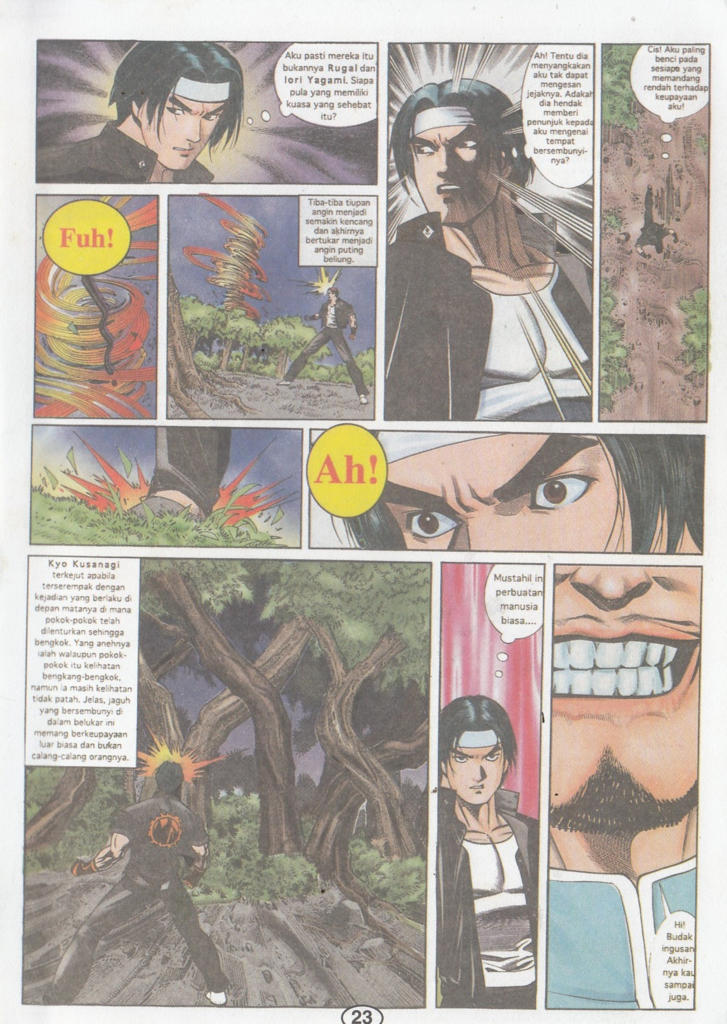 Aku pasti mereka itu
bukannya Rugal dan
Iori Yagami. Siapa
pula yang memiliki
kuasa yang sehebat
itu?
Ah! Tentu dia
menyangkakan
aku tak dapat
mengesan
jejaknya. Adakah
dia hendak
memberi
penunjuk kepada
aku mengenai
tempat
bersembunyi-
nya?
Cis! Aku paling
benci pada
sesiapa yang
memandang
rendah terhadap
keupayaan
aku!
Fuh!
Tiba-tiba tiupan
angin menjadi
semakin kencang
dan akhirnya
bertukar menjadi
angin puting
beliung.
Ah!
Kyo Kusanagi
terkejut apabila
terserempak dengan
kejadian yang berlaku di
depan matanya di mana
pokok-pokok telah
dilenturkan sehingga
bengkok. Yang anehnya
ialah walaupun pokok-
pokok itu kelihatan
bengkang-bengkok,
namun ia masih kelihatan
tidak patah. Jelas, jaguh
yang bersembunyi di
dalam belukar ini
memang berkeupayaan
luar biasa dan bukan
calang-calang orangnya.
Mustahil in
perbuatan
manusia
biasa....
Hi!
Budak
ingusan
Akhir-
nya kau
sampai
juga.
23